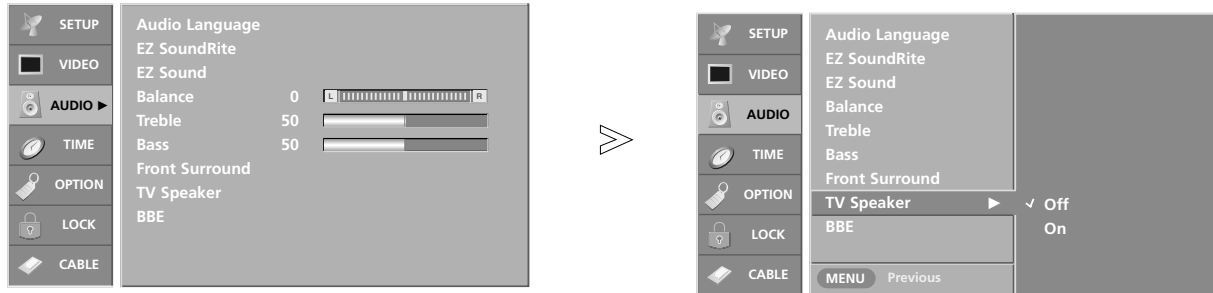 SETUP
VIDEO
AUDIO ►
TIME
OPTION
LOCK
CABLE
Audio Language
EZ SoundRite
EZ Sound
Balance 0 L R
Treble 50
Bass 50
Front Surround
TV Speaker
BBE
SETUP
VIDEO
AUDIO
TIME
OPTION
LOCK
CABLE
Audio Language
EZ SoundRite
EZ Sound
Balance
Treble
Bass
Front Surround
TV Speaker ► ✓ Off
BBE On
MENU Previous